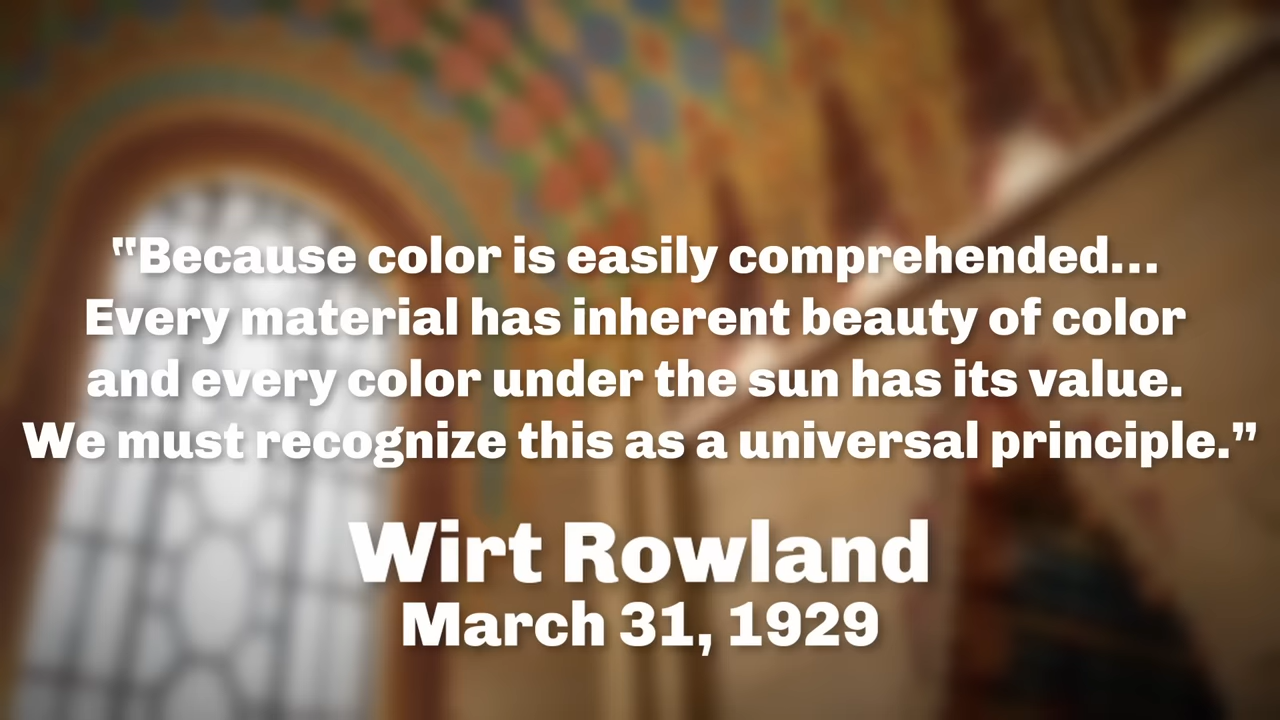 "Because color is easily comprehended...
Every material has inherent beauty of color
and every color under the sun has its value.
We must recognize this as a universal principle.”
Wirt Rowland
March 31, 1929